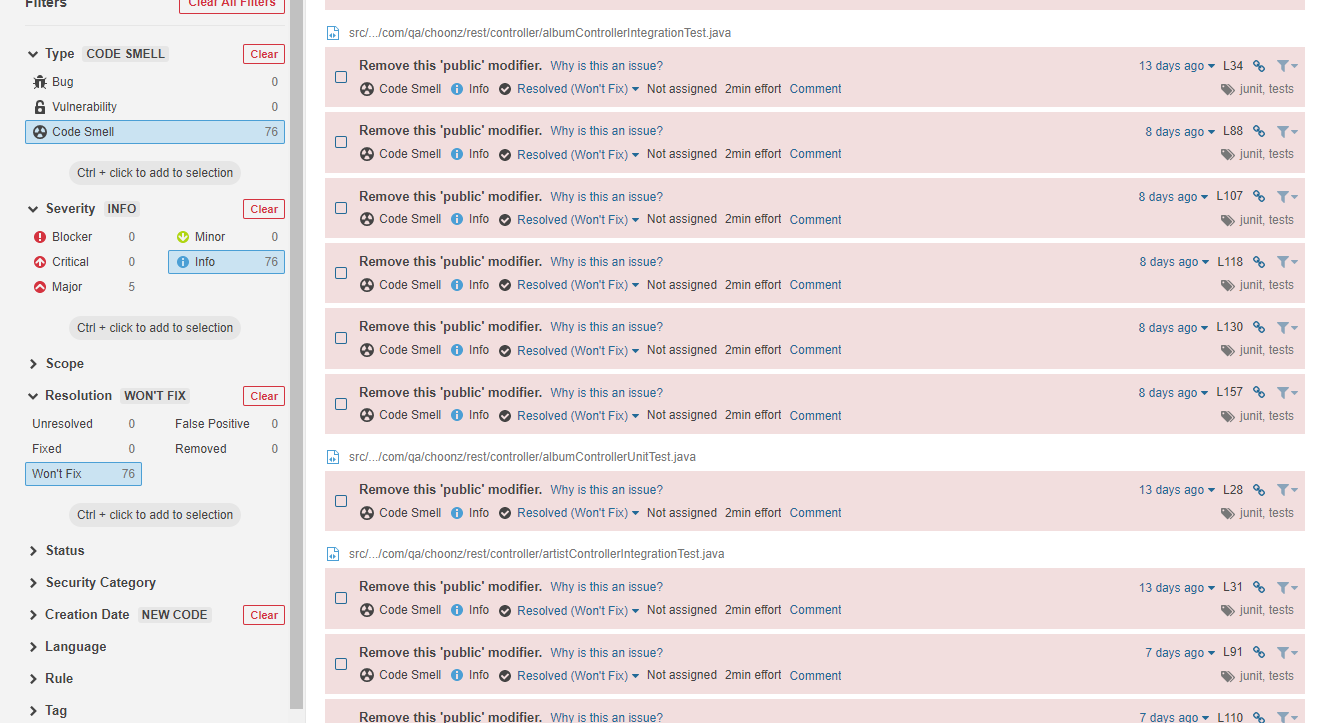 Filters
Clear All Filters
Type CODE SMELL Clear
Bug 0
Vulnerability 0
Code Smell 76
Ctrl + click to add to selection
Severity INFO Clear
Blocker 0 Minor 0
Critical 0 Info 76
Major 5
Ctrl + click to add to selection
Scope
Resolution WON'T FIX Clear
Unresolved 0 False Positive 0
Fixed 0 Removed 0
Won't Fix 76
Ctrl + click to add to selection
Status
Security Category
Creation Date NEW CODE Clear
Language
Rule
Tag
src/.../com/qa/choonz/rest/controller/albumControllerIntegrationTest.java
Remove this 'public' modifier. Why is this an issue? 13 days ago L34
Code Smell Info Resolved (Won't Fix) Not assigned 2min effort Comment junit, tests
Remove this 'public' modifier. Why is this an issue? 8 days ago L88
Code Smell Info Resolved (Won't Fix) Not assigned 2min effort Comment junit, tests
Remove this 'public' modifier. Why is this an issue? 8 days ago L107
Code Smell Info Resolved (Won't Fix) Not assigned 2min effort Comment junit, tests
Remove this 'public' modifier. Why is this an issue? 8 days ago L118
Code Smell Info Resolved (Won't Fix) Not assigned 2min effort Comment junit, tests
Remove this 'public' modifier. Why is this an issue? 8 days ago L130
Code Smell Info Resolved (Won't Fix) Not assigned 2min effort Comment junit, tests
Remove this 'public' modifier. Why is this an issue? 8 days ago L157
Code Smell Info Resolved (Won't Fix) Not assigned 2min effort Comment junit, tests
src/.../com/qa/choonz/rest/controller/albumControllerUnitTest.java
Remove this 'public' modifier. Why is this an issue? 13 days ago L28
Code Smell Info Resolved (Won't Fix) Not assigned 2min effort Comment junit, tests
src/.../com/qa/choonz/rest/controller/artistControllerIntegrationTest.java
Remove this 'public' modifier. Why is this an issue? 13 days ago L31
Code Smell Info Resolved (Won't Fix) Not assigned 2min effort Comment junit, tests
Remove this 'public' modifier. Why is this an issue? 7 days ago L91
Code Smell Info Resolved (Won't Fix) Not assigned 2min effort Comment junit, tests
Remove this 'public' modifier. Why is this an issue? 7 days ago L110